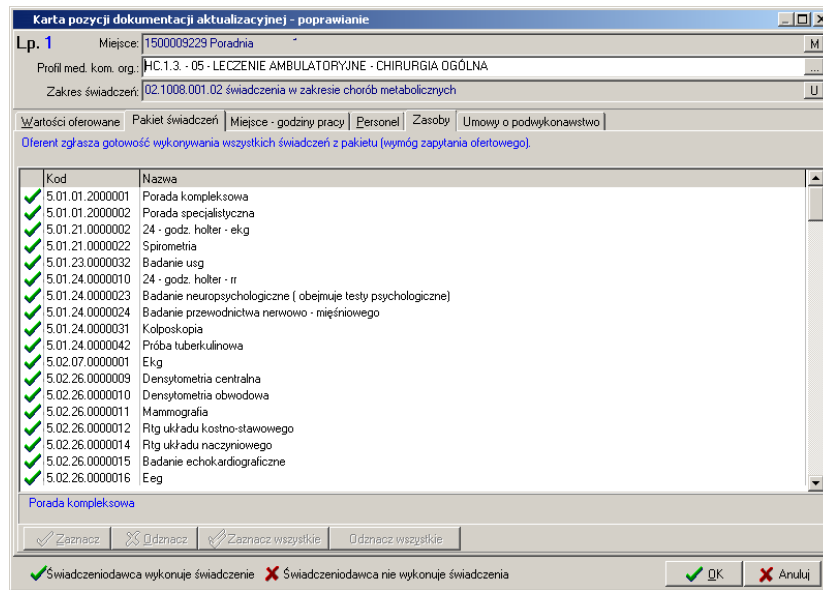 Karta pozycji dokumentacji aktualizacyjnej - poprawianie
Lp. 1 Miejsce: 1500009229 Poradnia M
Profil med. kom. org.: HC.1.3. - 05 - LECZENIE AMBULATORYJNE - CHIRURGIA OGÓLNA ...
Zakres świadczeń: 02.1008.001.02 świadczenia w zakresie chorób metabolicznych U
Wartości oferowane Pakiet świadczeń Miejsce - godziny pracy Personel Zasoby Umowy o podwykonawstwo
Oferent zgłasza gotowość wykonywania wszystkich świadczeń z pakietu (wymóg zapytania ofertowego).
Kod Nazwa
5.01.01.2000001 Porada kompleksowa
5.01.01.2000002 Porada specjalistyczna
5.01.21.0000002 24 - godz. holter - ekg
5.01.21.0000022 Spirometria
5.01.23.0000032 Badanie usg
5.01.24.0000010 24 - godz. holter - rr
5.01.24.0000023 Badanie neuropsychologiczne ( obejmuje testy psychologiczne)
5.01.24.0000024 Badanie przewodnictwa nerwowo - mięśniowego
5.01.24.0000031 Kolposkopia
5.01.24.0000042 Próba tuberkulinowa
5.02.07.0000001 Ekg
5.02.26.0000009 Densytometria centralna
5.02.26.0000010 Densytometria obwodowa
5.02.26.0000011 Mammografia
5.02.26.0000012 Rtg układu kostno-stawowego
5.02.26.0000014 Rtg układu naczyniowego
5.02.26.0000015 Badanie echokardiograficzne
5.02.26.0000016 Eeg
Porada kompleksowa
Zaznacz Odznacz Zaznacz wszystkie Odznacz wszystkie
Świadczeniodawca wykonuje świadczenie Świadczeniodawca nie wykonuje świadczenia OK Anuluj